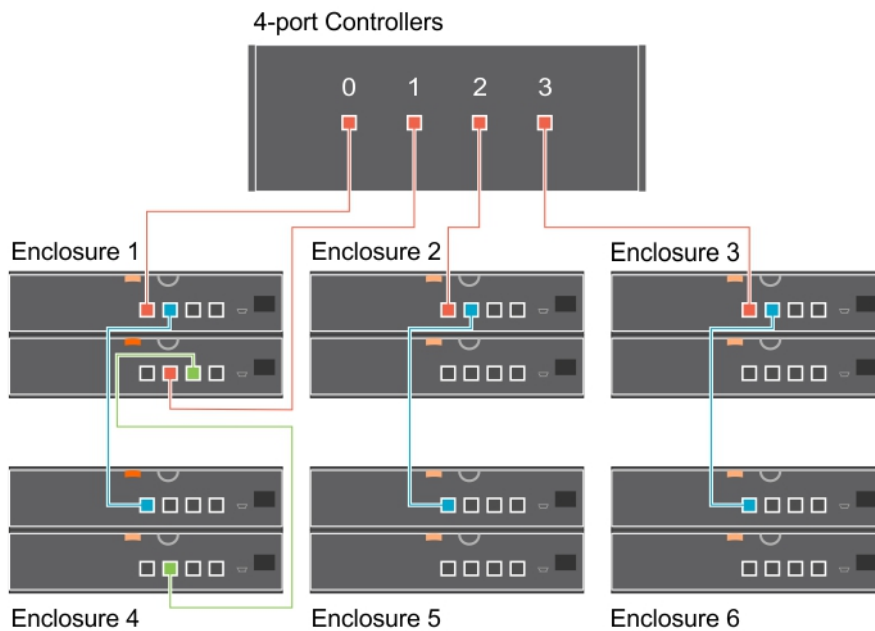 4-port Controllers
0 1 2 3
Enclosure 1 Enclosure 2 Enclosure 3
Enclosure 4 Enclosure 5 Enclosure 6